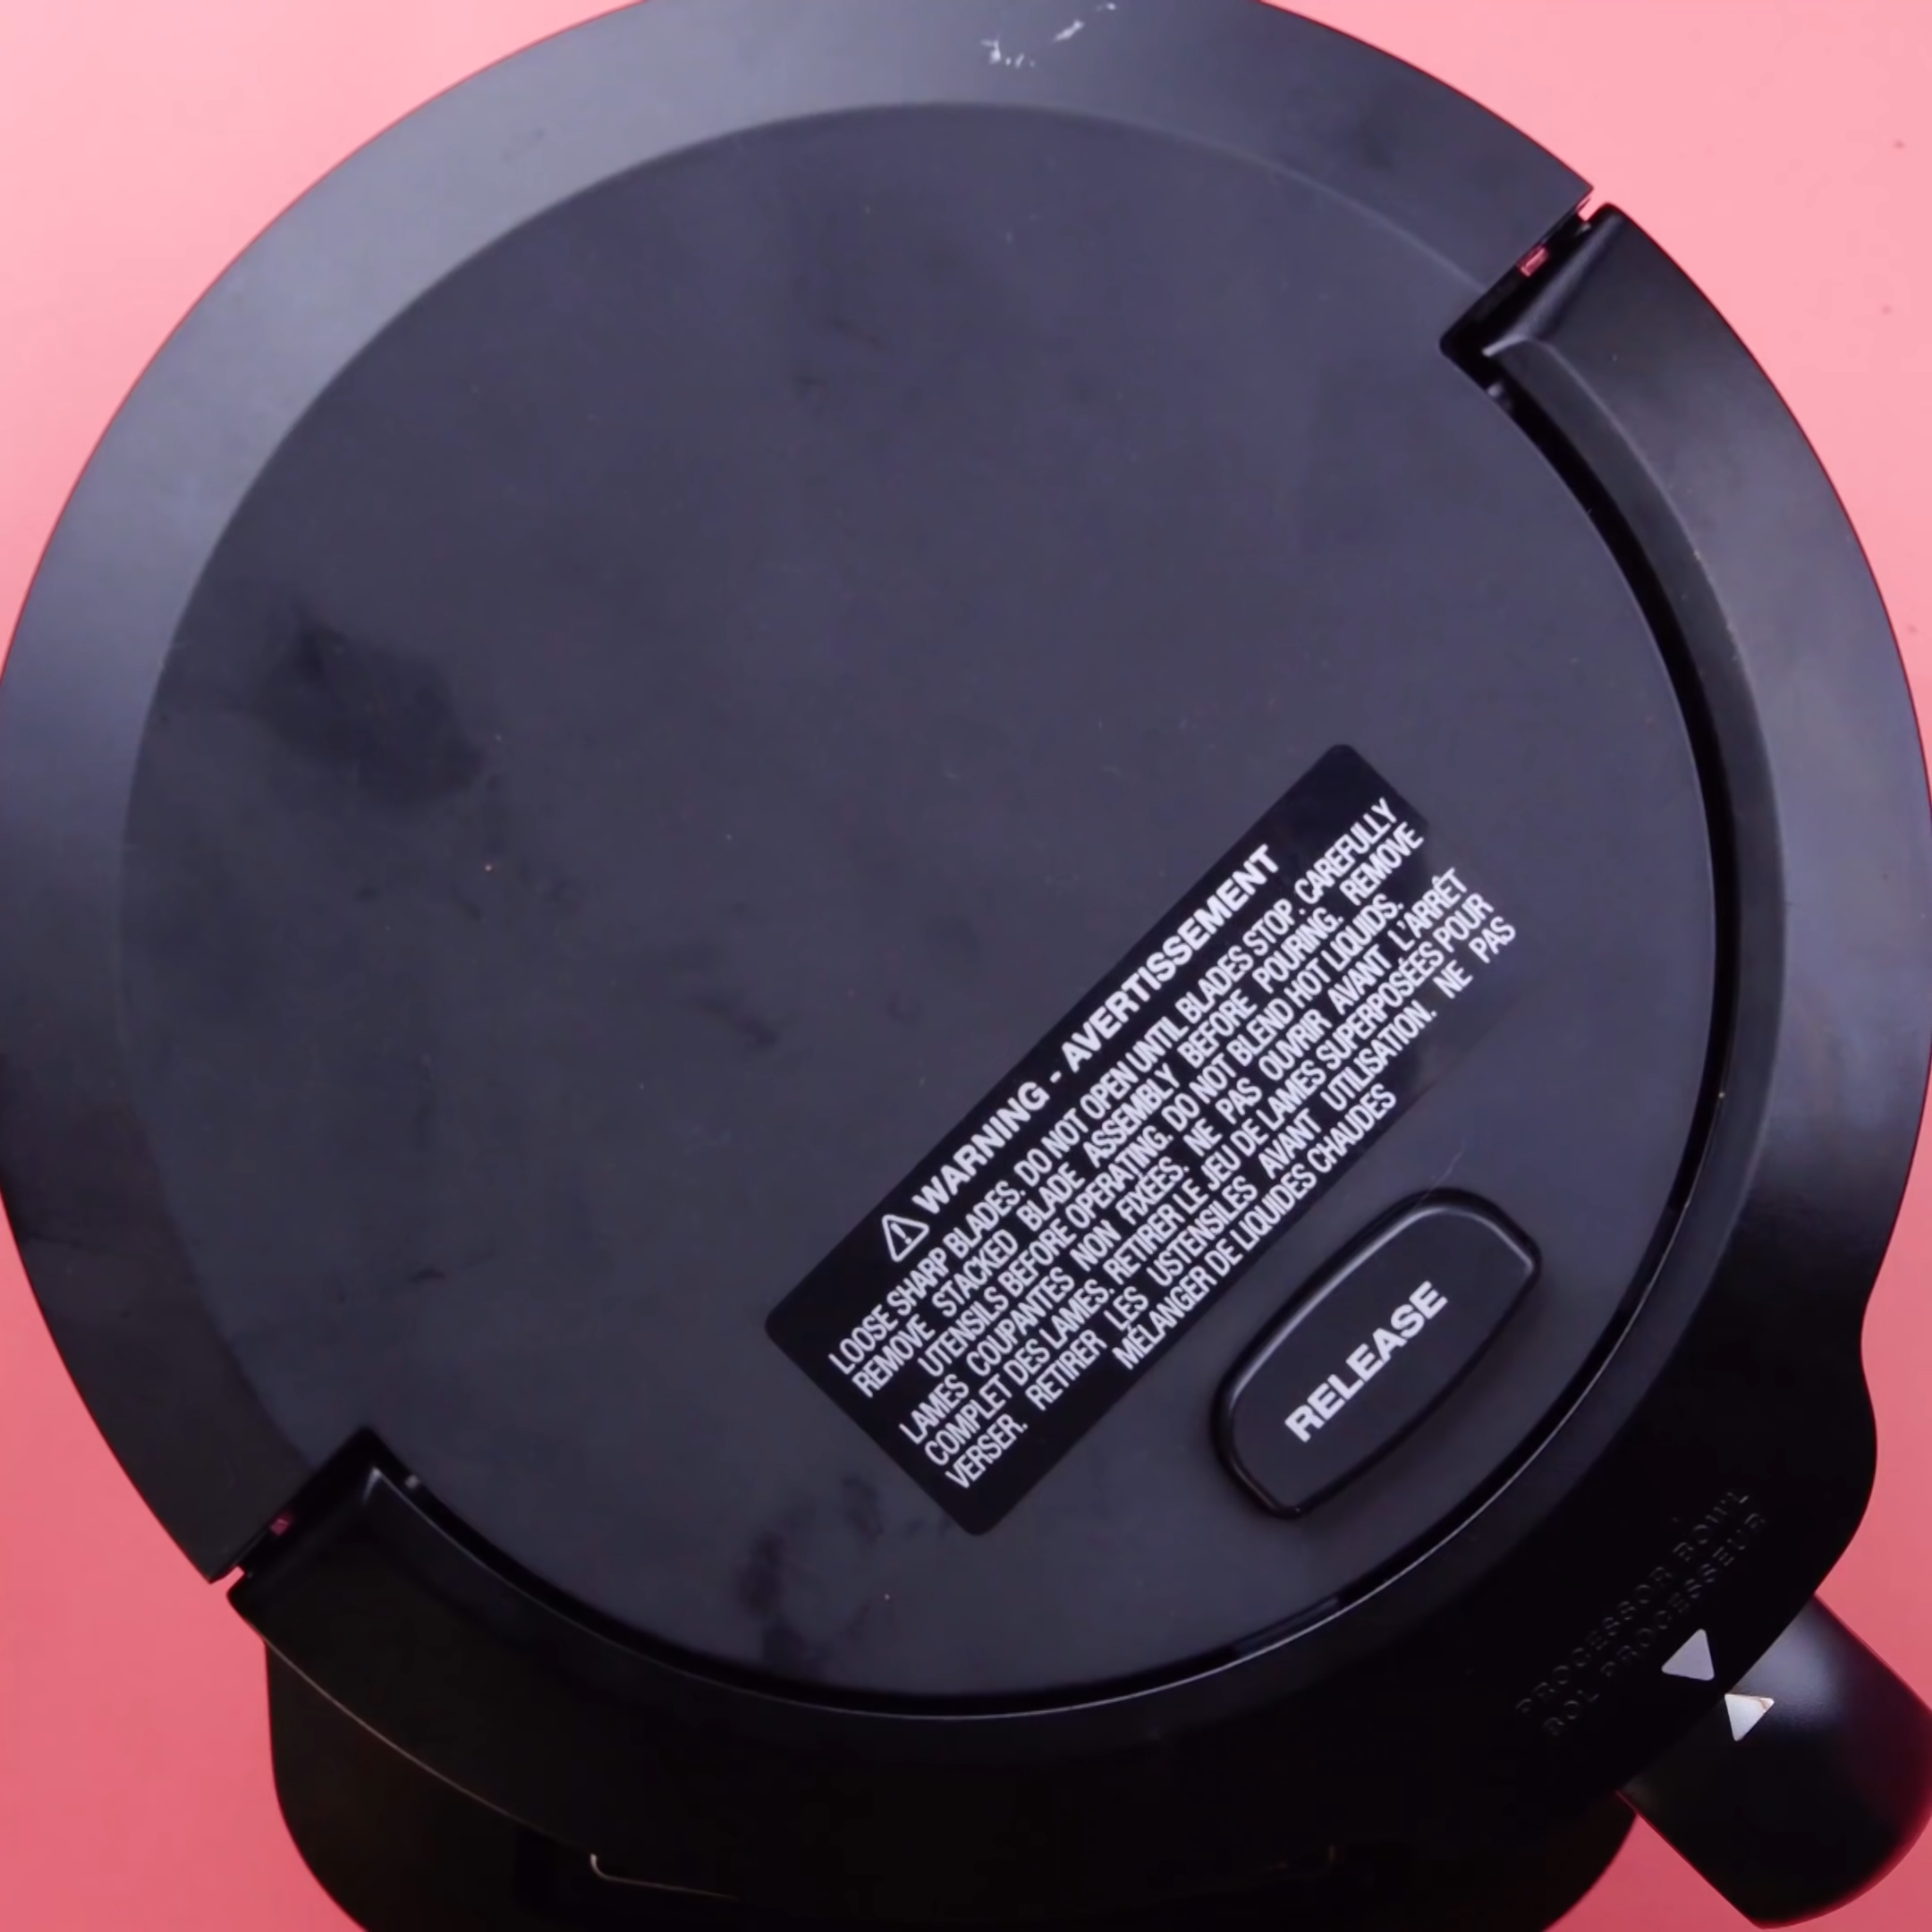 WARNING - AVERTISSEMENT
LOOSE SHARP BLADES. DO NOT OPEN UNTIL BLADES STOP. CAREFULLY
REMOVE STACKED BLADE ASSEMBLY BEFORE POURING. REMOVE
UTENSILS BEFORE OPERATING. DO NOT BLEND HOT LIQUIDS.
LAMES COUPANTES NON FIXÉES. NE PAS OUVRIR AVANT L'ARRÊT
COMPLET DES LAMES. RETIRER LE JEU DE LAMES SUPERPOSÉES POUR
VERSER. RETIRER LES USTENSILES AVANT UTILISATION. NE PAS
MÉLANGER DE LIQUIDES CHAUDES
RELEASE
PROCESSOR BOWL
BOL PROCESSEUR